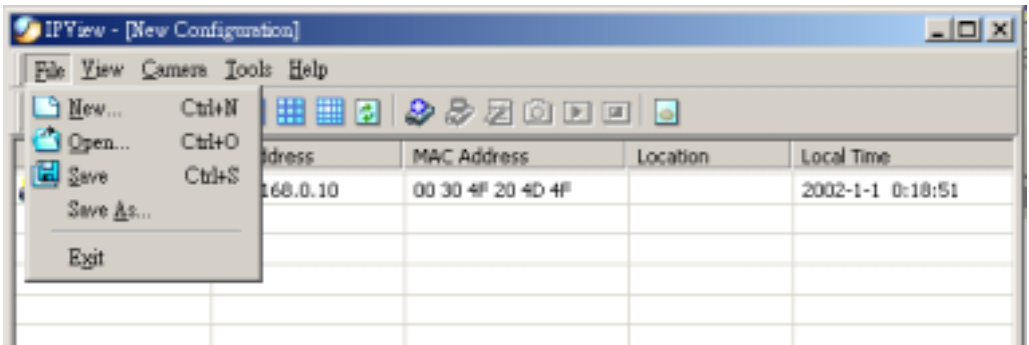 IPView - [New Configuration]
File View Camera Tools Help
New... Ctrl+N
Open... Ctrl+O
Save Ctrl+S
Save As...
Exit
ddress MAC Address Location Local Time
168.0.10 00 30 4F 20 4D 4F 2002-1-1 0:18:51